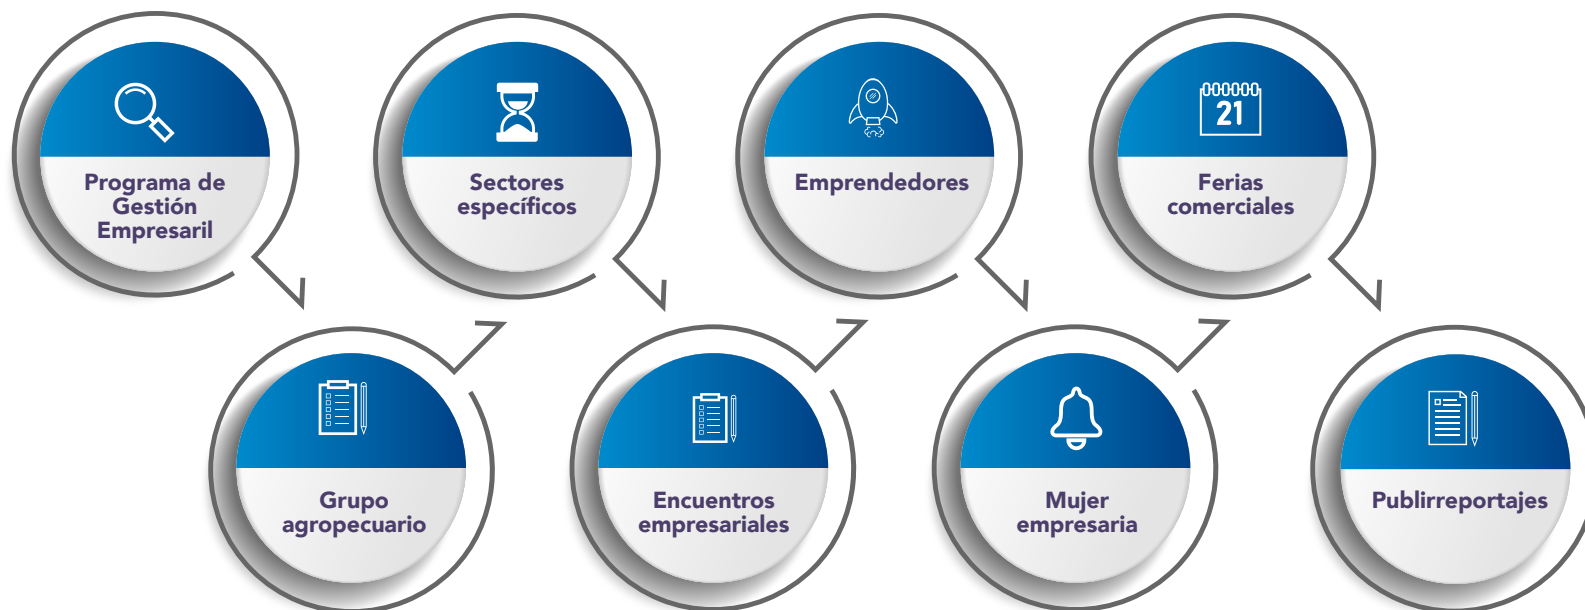 Programa de
Gestión
Empresaril
Grupo
agropecuario
Sectores
específicos
Encuentros
empresariales
Emprendedores
Mujer
empresaria
21
Ferias
comerciales
Publirreportajes